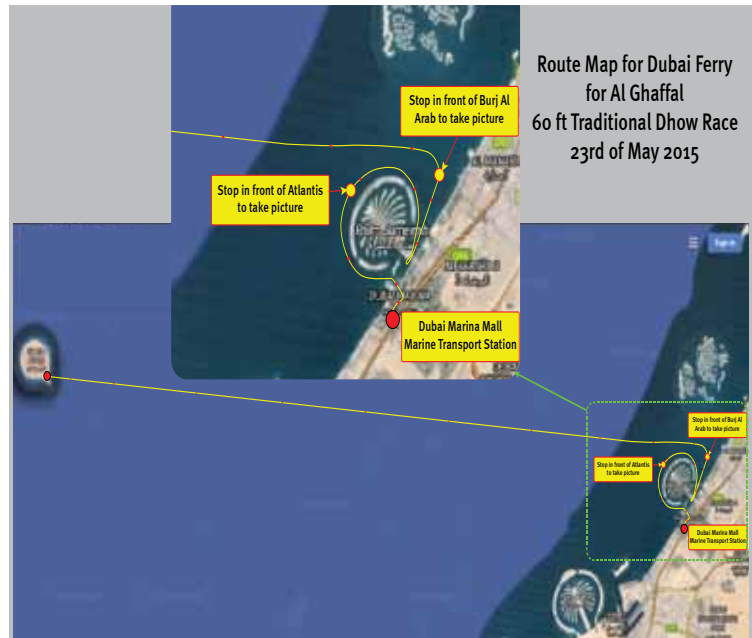 Route Map for Dubai Ferry
for Al Ghaffal
60 ft Traditional Dhow Race
23rd of May 2015
Stop in front of Burj Al
Arab to take picture
Stop in front of Atlantis
to take picture
Dubai Marina Mall
Marine Transport Station
Sign in
Stop in front of Burj Al
Arab to take picture
Stop in front of Atlantis
to take picture
Dubai Marina Mall
Marine Transport Station